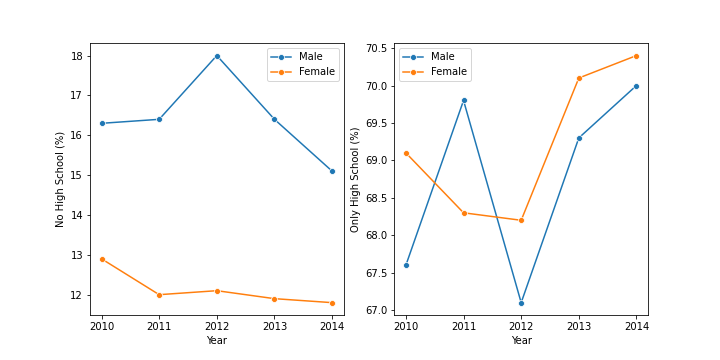 No High School (%)
18
17
16
15
14
13
12
2010 2011 2012 2013 2014
Year
Male
Female
Only High School (%)
70.5
70.0
69.5
69.0
68.5
68.0
67.5
67.0
2010 2011 2012 2013 2014
Year
Male
Female